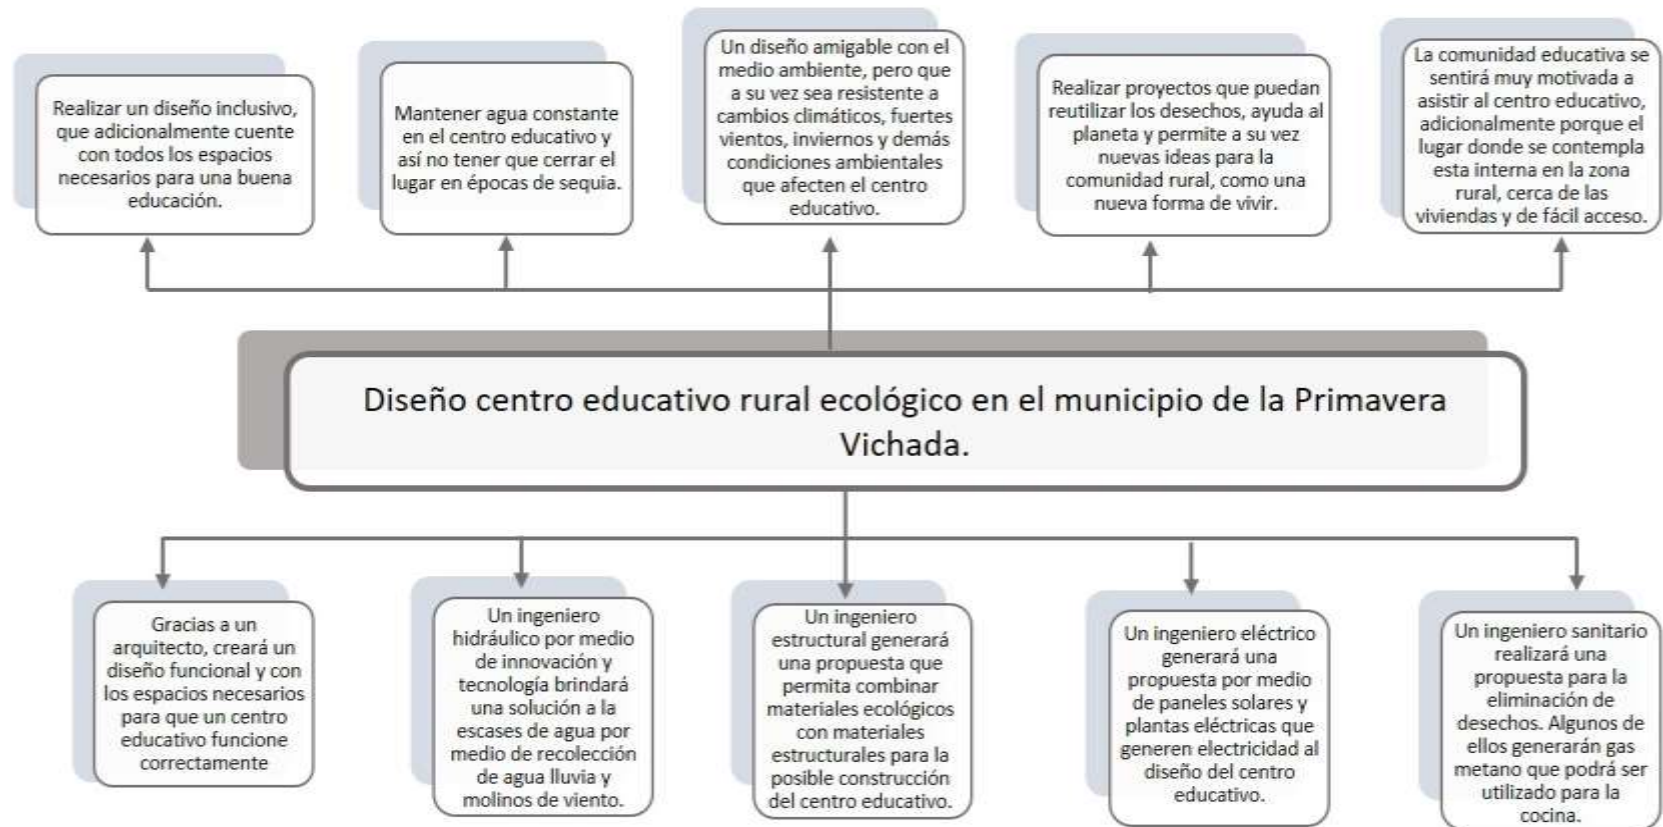 Realizar un diseño inclusivo,
que adicionalmente cuente
con todos los espacios
necesarios para una buena
educación.
Mantener agua constante
en el centro educativo y
así no tener que cerrar el
lugar en épocas de sequia.
Un diseño amigable con el
medio ambiente, pero que
a su vez sea resistente a
cambios climáticos, fuertes
vientos, inviernos y demás
condiciones ambientales
que afecten el centro
educativo.
Realizar proyectos que puedan
reutilizar los desechos, ayuda al
planeta y permite a su vez
nuevas ideas para la
comunidad rural, como una
nueva forma de vivir.
La comunidad educativa se
sentirá muy motivada a
asistir al centro educativo,
adicionalmente porque el
lugar donde se contempla
esta interna en la zona
rural, cerca de las
viviendas y de fácil acceso.
Diseño centro educativo rural ecológico en el municipio de la Primavera
Vichada.
Gracias a un
arquitecto, creará un
diseño funcional y con
los espacios necesarios
para que un centro
educativo funcione
correctamente
Un ingeniero
hidráulico por medio
de innovación y
tecnología brindará
una solución a la
escases de agua por
medio de recolección
de agua lluvia y
molinos de viento.
Un ingeniero
estructural generará
una propuesta que
permita combinar
materiales ecológicos
con materiales
estructurales para la
posible construcción
del centro educativo.
Un ingeniero eléctrico
generará una
propuesta por medio
de paneles solares y
plantas eléctricas que
generen electricidad al
diseño del centro
educativo.
Un ingeniero sanitario
realizará una
propuesta para la
eliminación de
desechos. Algunos de
ellos generarán gas
metano que podrá ser
utilizado para la
cocina.